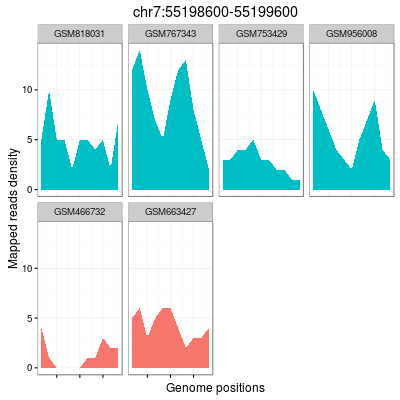 chr7:55198600-55199600
GSM818031 GSM767343 GSM753429 GSM956008
10
5
0
GSM466732 GSM663427
10
5
0
Mapped reads density
Genome positions